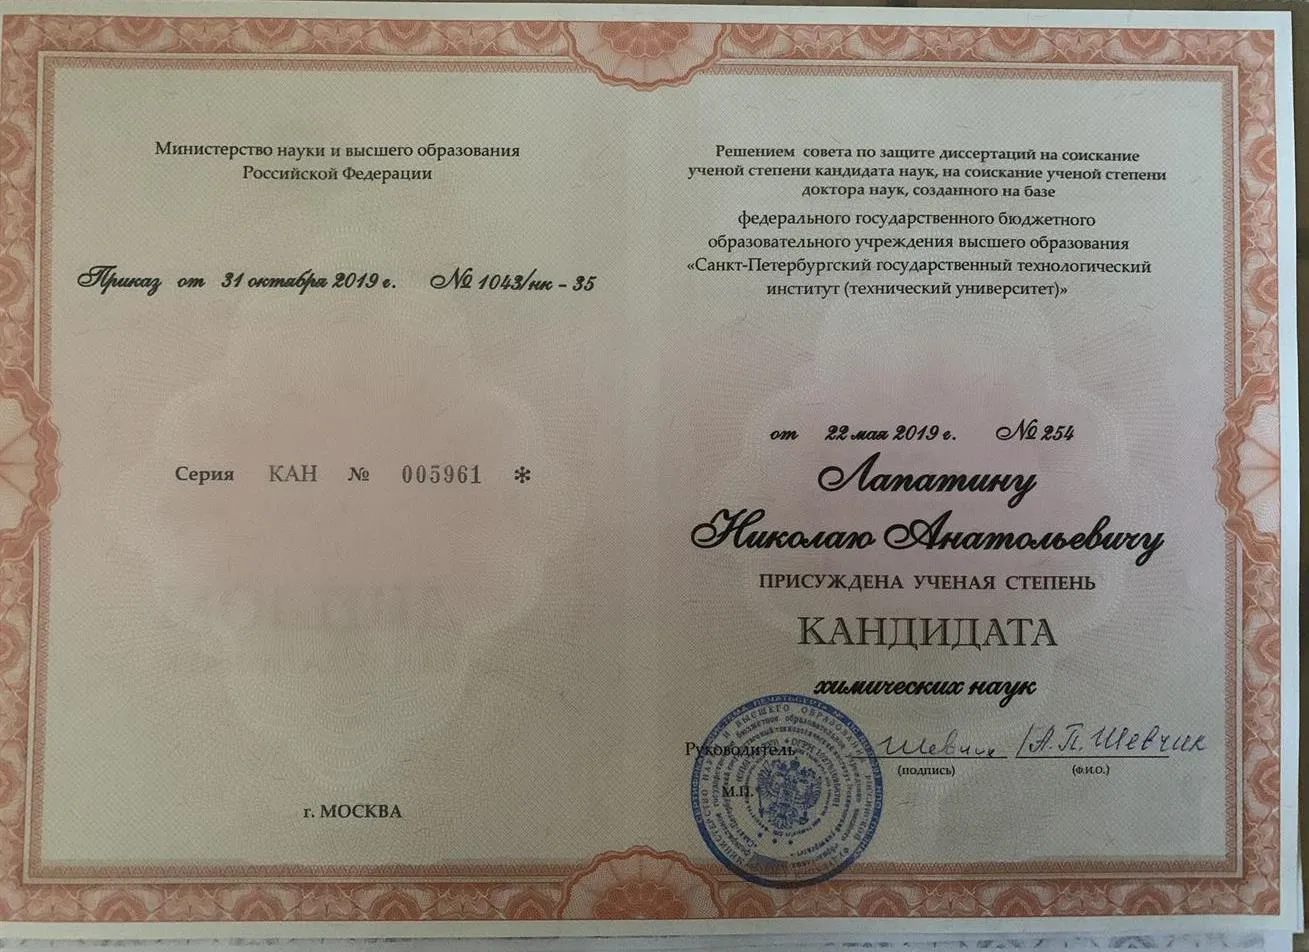 Министерство науки и высшего образования
Российской Федерации
Приказ от 31 октября 2019 г. № 1043/нк - 35
Серия КАН № 005961 *
г. МОСКВА
Решением совета по защите диссертаций на соискание
ученой степени кандидата наук, на соискание ученой степени
доктора наук, созданного на базе
федерального государственного бюджетного
образовательного учреждения высшего образования
«Санкт-Петербургский государственный технологический
институт (технический университет)»
от 22 мая 2019 г. № 254
Лапатину
Николаю Анатольевичу
ПРИСУЖДЕНА УЧЕНАЯ СТЕПЕНЬ
КАНДИДАТА
химических наук
Руководитель Шевчик /А.П. Шевчик
(подпись) (Ф.И.О.)
М.П.